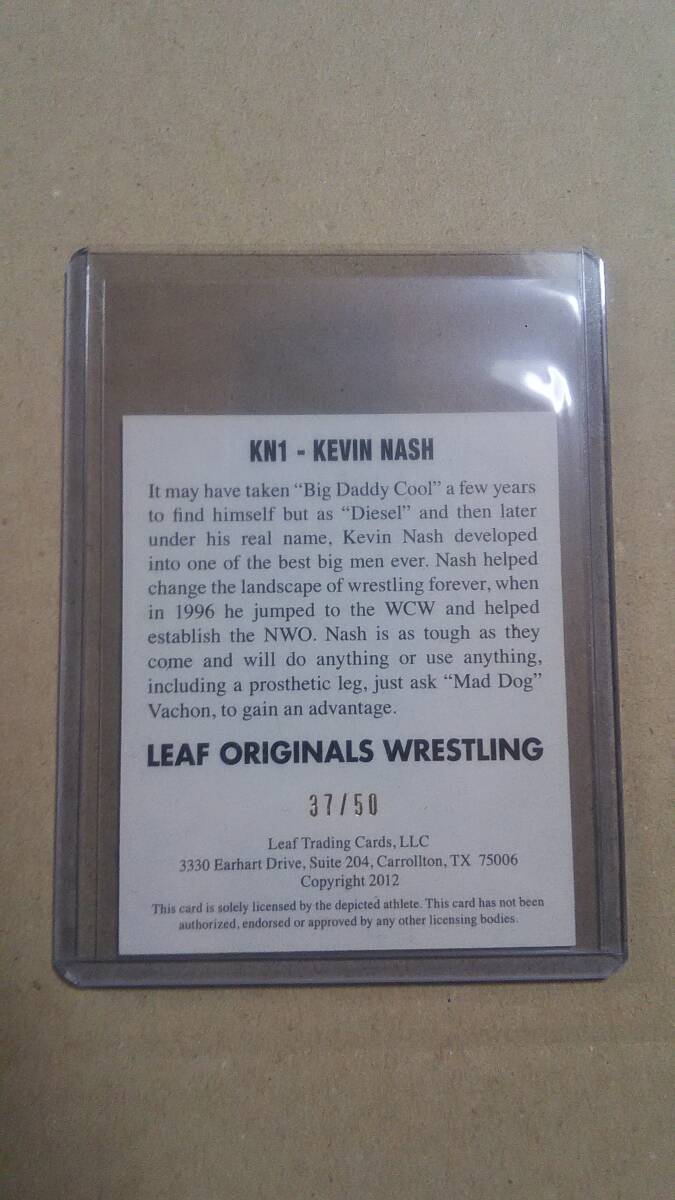 KN1 - KEVIN NASH
It may have taken “Big Daddy Cool” a few years
to find himself but as “Diesel” and then later
under his real name, Kevin Nash developed
into one of the best big men ever. Nash helped
change the landscape of wrestling forever, when
in 1996 he jumped to the WCW and helped
establish the NWO. Nash is as tough as they
come and will do anything or use anything,
including a prosthetic leg, just ask “Mad Dog”
Vachon, to gain an advantage.
LEAF ORIGINALS WRESTLING
37/50
Leaf Trading Cards, LLC
3330 Earhart Drive, Suite 204, Carrollton, TX 75006
Copyright 2012
This card is solely licensed by the depicted athlete. This card has not been
authorized, endorsed or approved by any other licensing bodies.